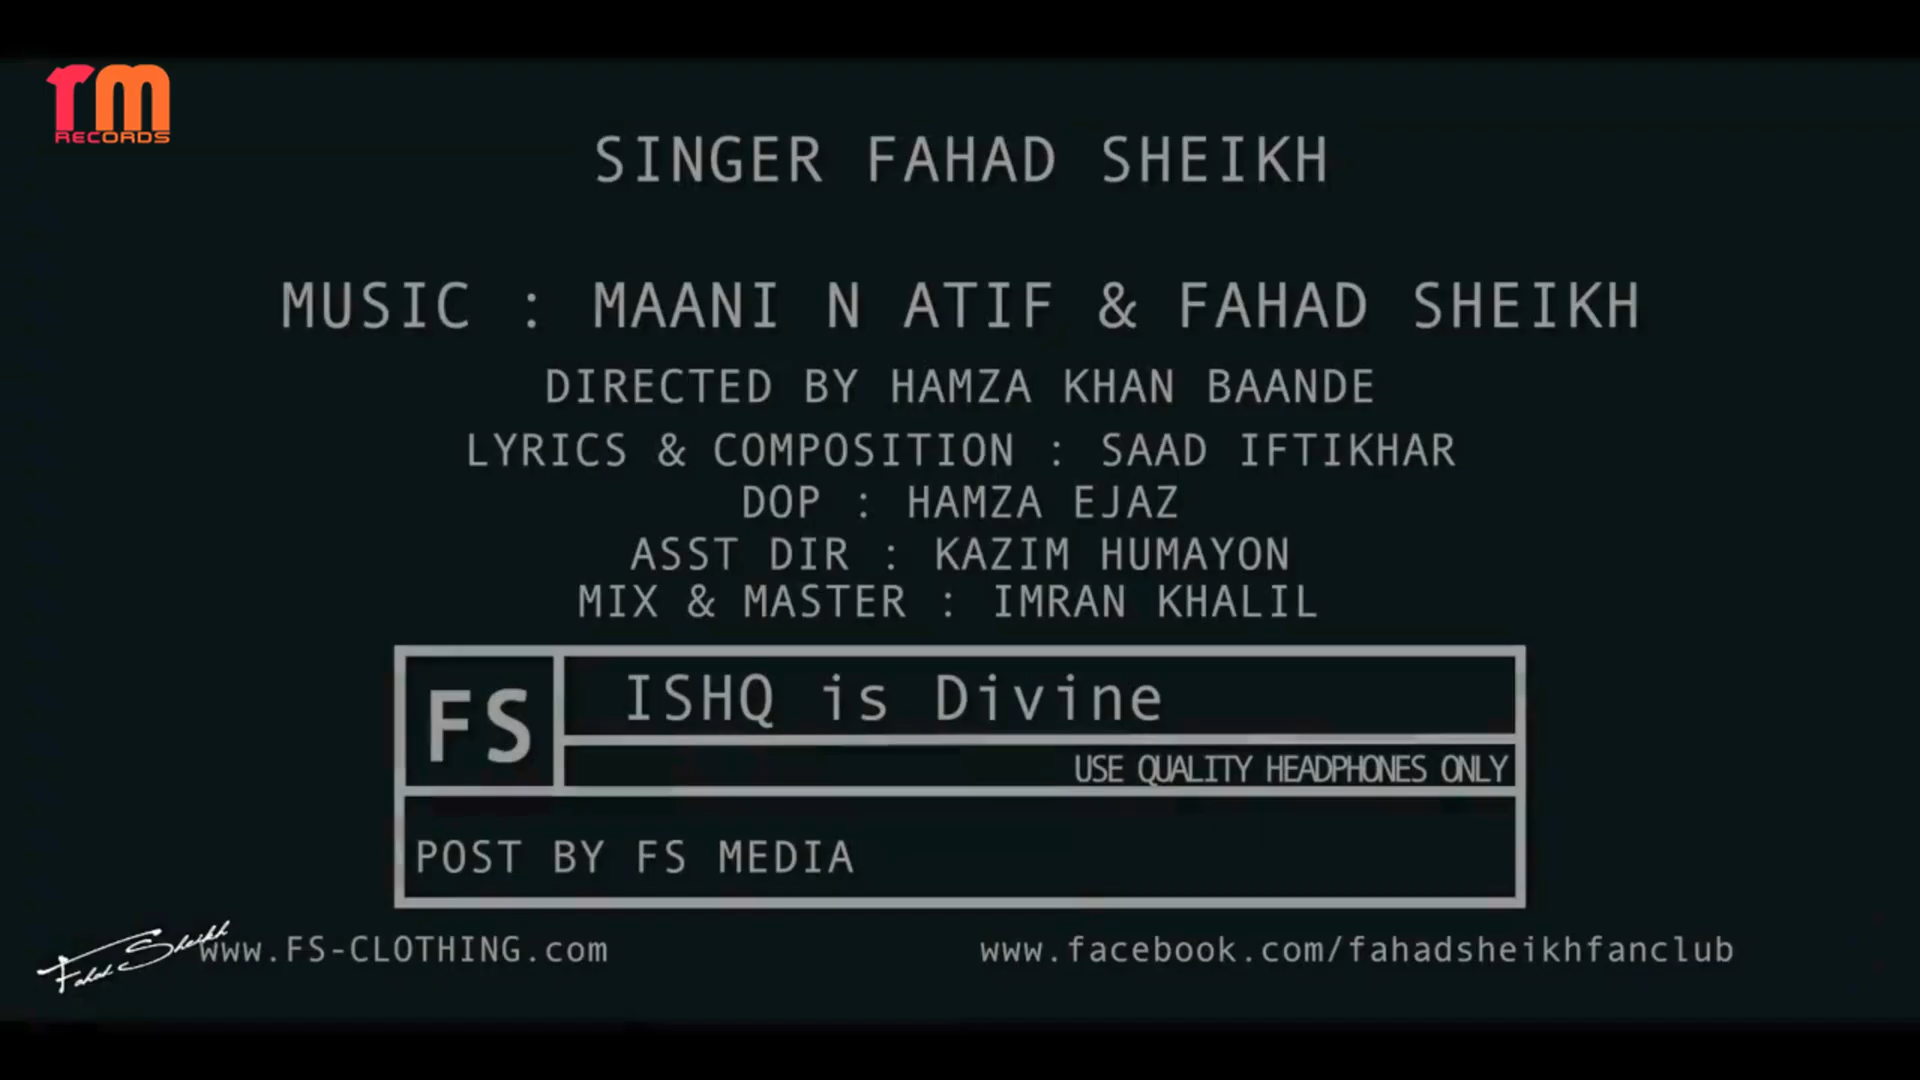 rm
RECORDS
SINGER FAHAD SHEIKH
MUSIC : MAANI N ATIF & FAHAD SHEIKH
DIRECTED BY HAMZA KHAN BAANDE
LYRICS & COMPOSITION : SAAD IFTIKHAR
DOP : HAMZA EJAZ
ASST DIR : KAZIM HUMAYON
MIX & MASTER : IMRAN KHALIL
FS
ISHQ is Divine
USE QUALITY HEADPHONES ONLY
POST BY FS MEDIA
Fahad Sheikh
www.FS-CLOTHING.com
www.facebook.com/fahadsheikhfanclub